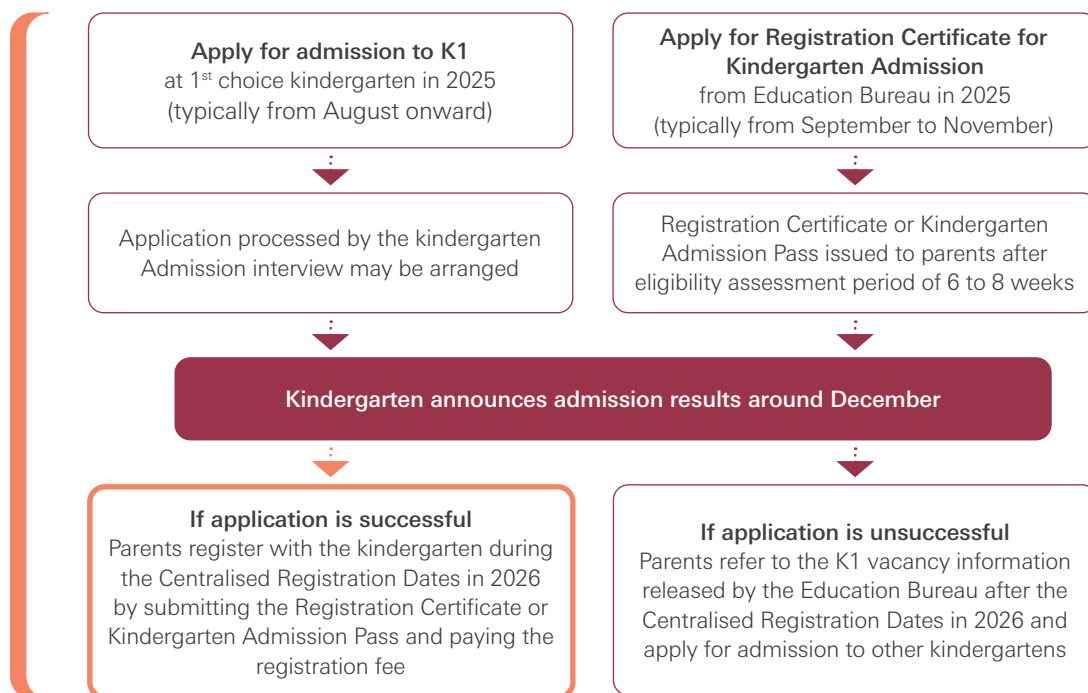 Apply for admission to K1
at 1st choice kindergarten in 2025
(typically from August onward)
Apply for Registration Certificate for
Kindergarten Admission
from Education Bureau in 2025
(typically from September to November)
Application processed by the kindergarten
Admission interview may be arranged
Registration Certificate or Kindergarten
Admission Pass issued to parents after
eligibility assessment period of 6 to 8 weeks
Kindergarten announces admission results around December
If application is successful
Parents register with the kindergarten during
the Centralised Registration Dates in 2026
by submitting the Registration Certificate or
Kindergarten Admission Pass and paying the
registration fee
If application is unsuccessful
Parents refer to the K1 vacancy information
released by the Education Bureau after the
Centralised Registration Dates in 2026 and
apply for admission to other kindergartens